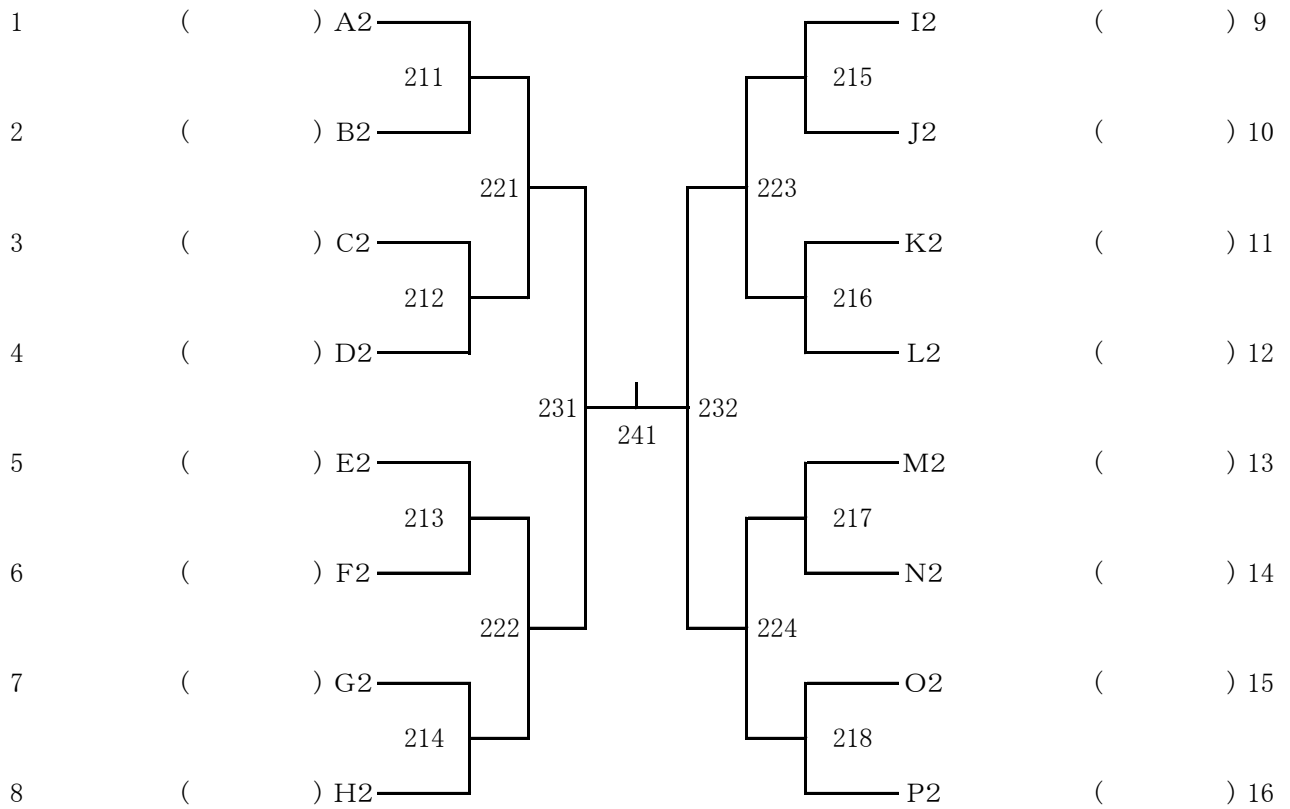 1 ( ) A2 I2 ( ) 9
211 215
2 ( ) B2 J2 ( ) 10
221 223
3 ( ) C2 K2 ( ) 11
212 216
4 ( ) D2 L2 ( ) 12
231 232
241
5 ( ) E2 M2 ( ) 13
213 217
6 ( ) F2 N2 ( ) 14
222 224
7 ( ) G2 O2 ( ) 15
214 218
8 ( ) H2 P2 ( ) 16